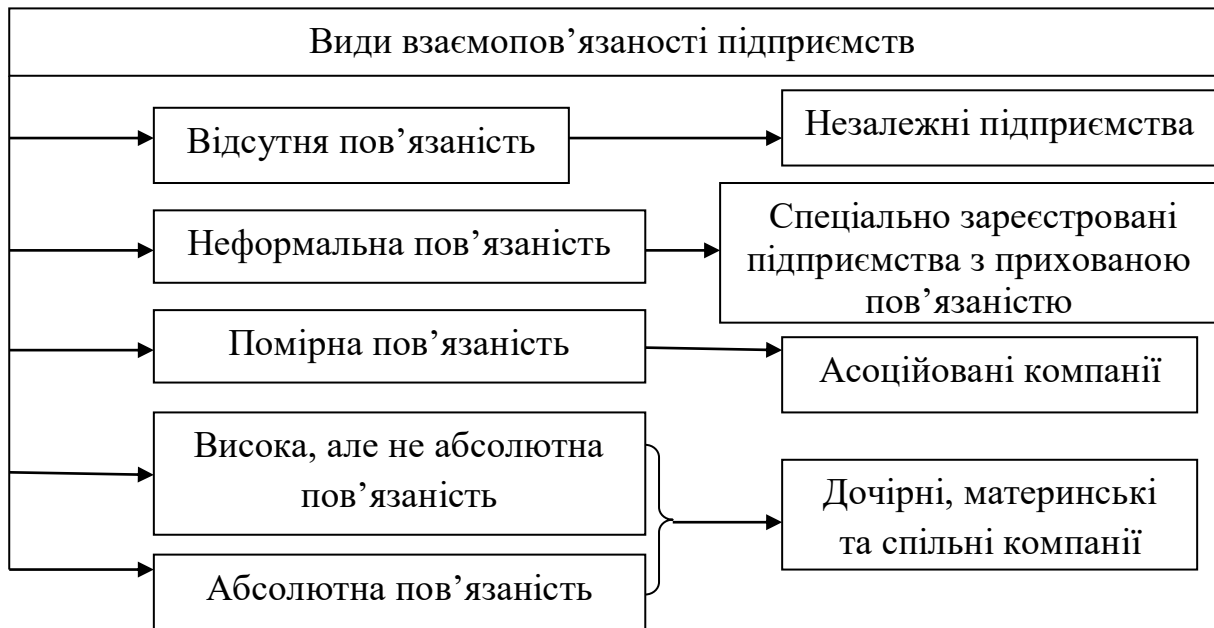 Види взаємопов’язаності підприємств
Відсутня пов’язаність
Незалежні підприємства
Неформальна пов’язаність
Спеціально зареєстровані
підприємства з прихованою
пов’язаністю
Помірна пов’язаність
Асоційовані компанії
Висока, але не абсолютна
пов’язаність
Абсолютна пов’язаність
Дочірні, материнські
та спільні компанії